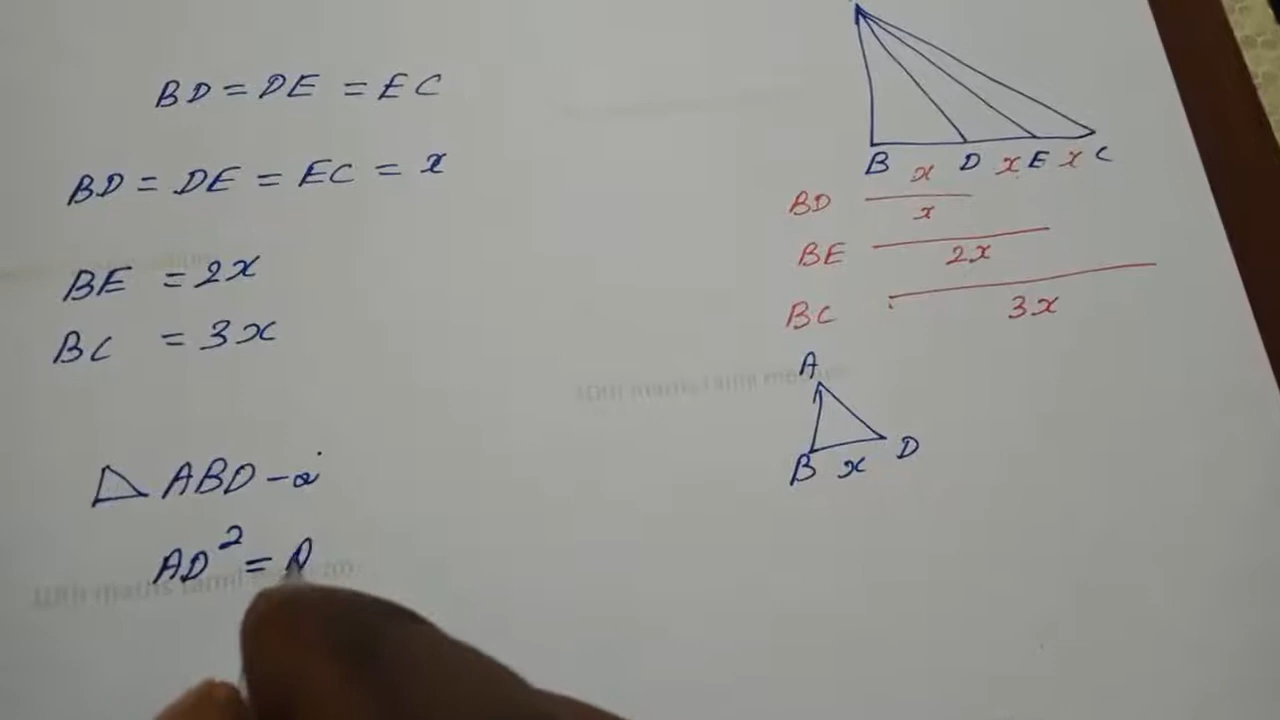 BD = DE = EC
BD = DE = EC = x
BE = 2x
BC = 3x
ABD -
AD² = A
B x D x E x C
BD x
BE 2x
BC 3x
A
B x D